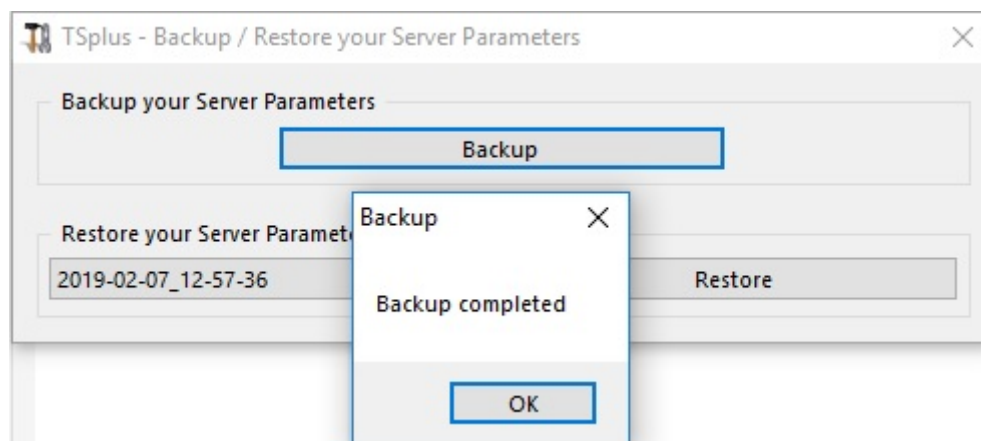 TSplus - Backup / Restore your Server Parameters
Backup your Server Parameters
Backup
Backup
Restore your Server
2019-02-07_12-57-36
Restore
Backup completed
OK